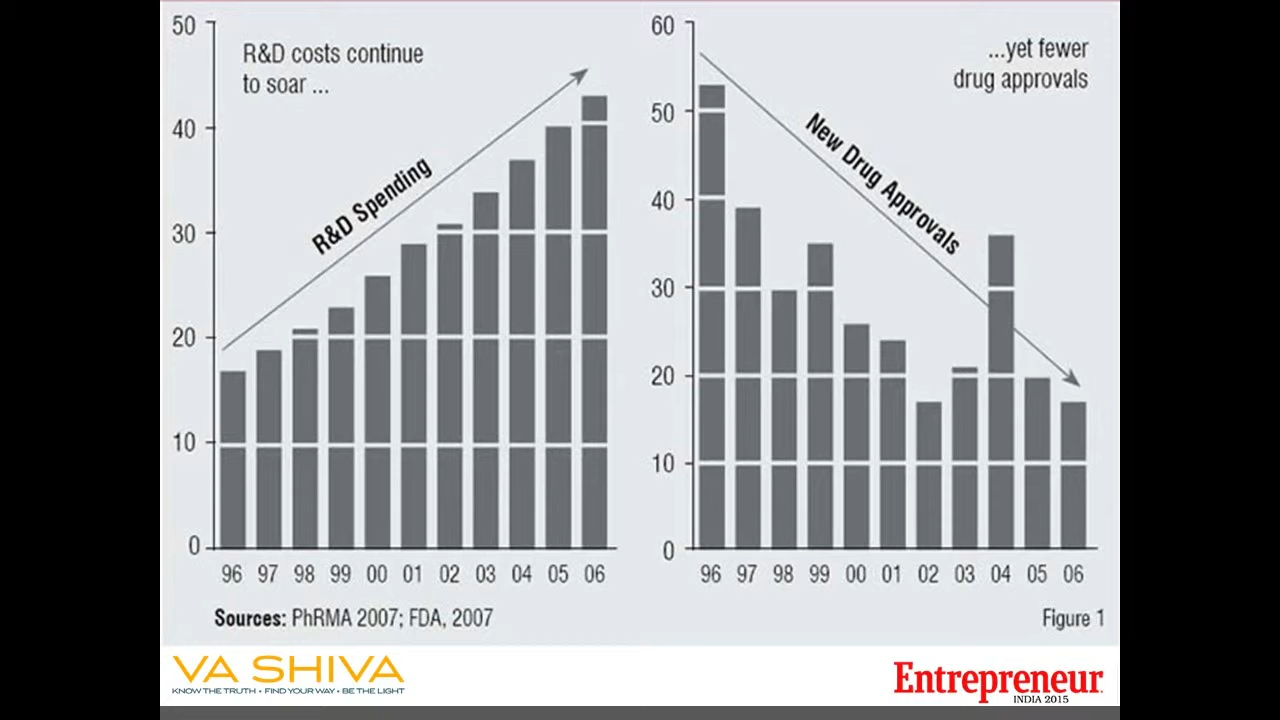 R&D costs continue
to soar ...
50
40
30
20
10
0
R&D Spending
96 97 98 99 00 01 02 03 04 05 06
...yet fewer
drug approvals
60
50
40
30
20
10
0
New Drug Approvals
96 97 98 99 00 01 02 03 04 05 06
Sources: PhRMA 2007; FDA, 2007
Figure 1
VA SHIVA
KNOW THE TRUTH • FIND YOUR WAY • BE THE LIGHT
Entrepreneur
INDIA 2015